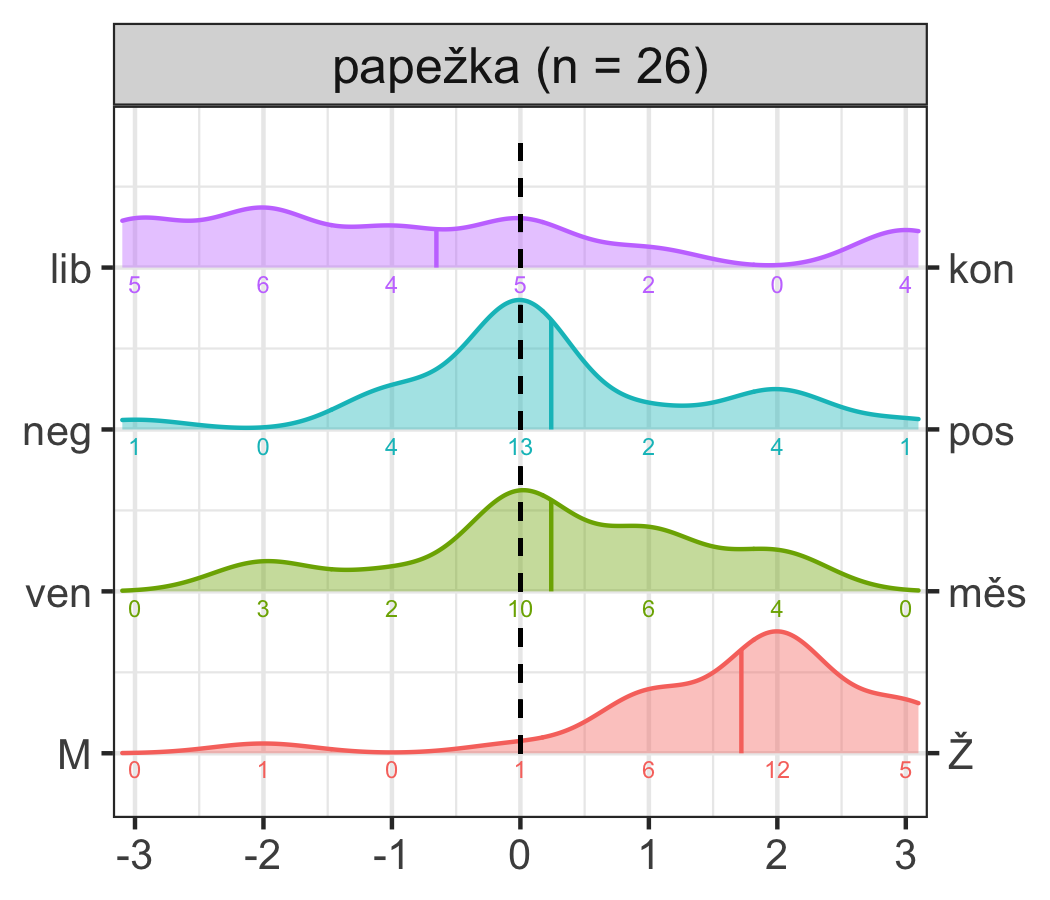 papežka (n = 26)
lib kon
5 6 4 5 2 0 4
neg pos
1 0 4 13 2 4 1
ven měs
0 3 2 10 6 4 0
M Ž
0 1 0 1 6 12 5
-3 -2 -1 0 1 2 3